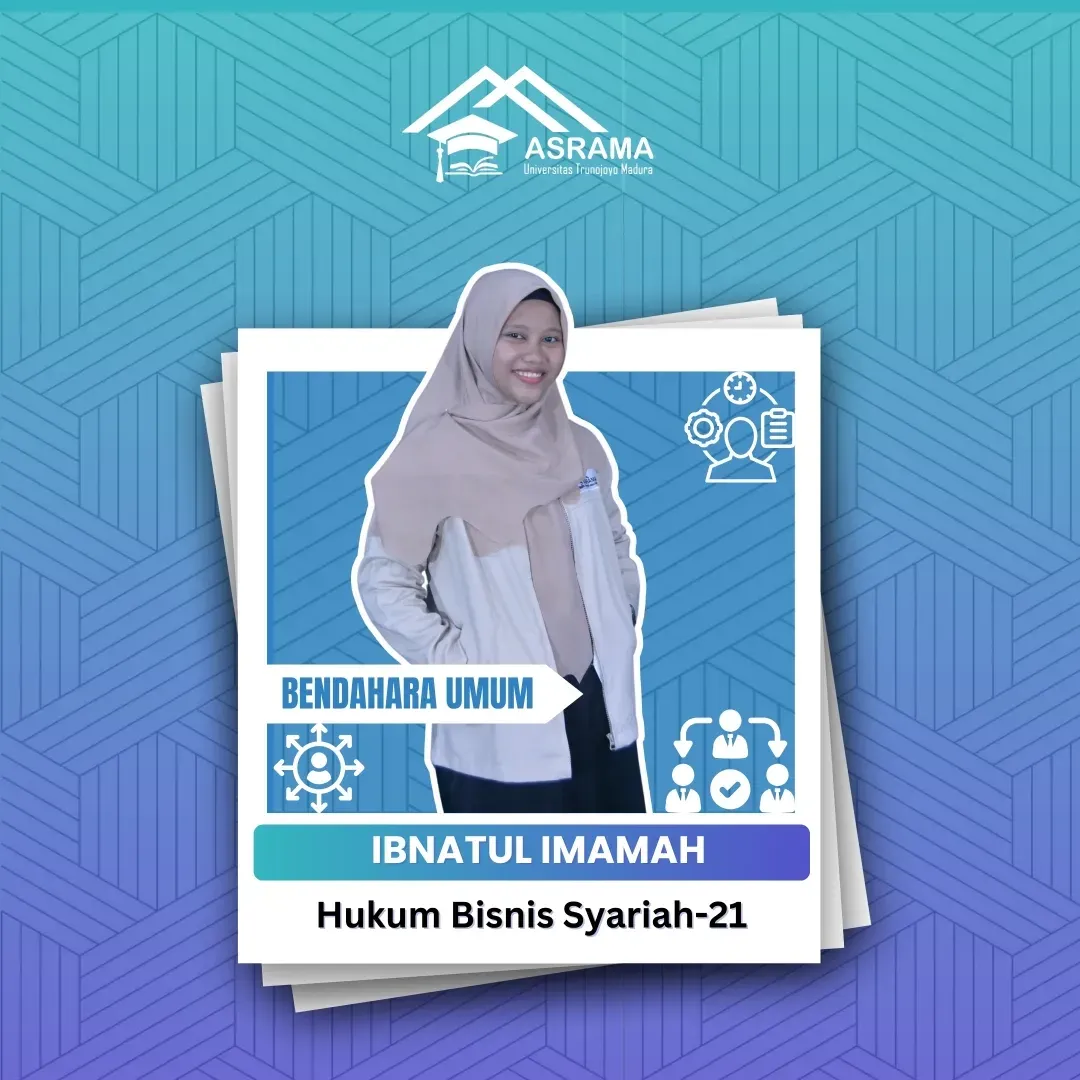 ASRAMA
Universitas Trunojoyo Madura
BENDAHARA UMUM
IBNATUL IMAMAH
Hukum Bisnis Syariah-21